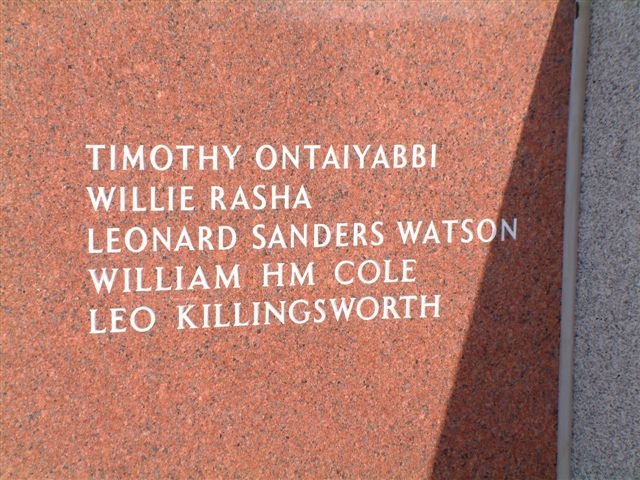 TIMOTHY ONTAIYABBI
WILLIE RASHA
LEONARD SANDERS WATSON
WILLIAM HM COLE
LEO KILLINGSWORTH